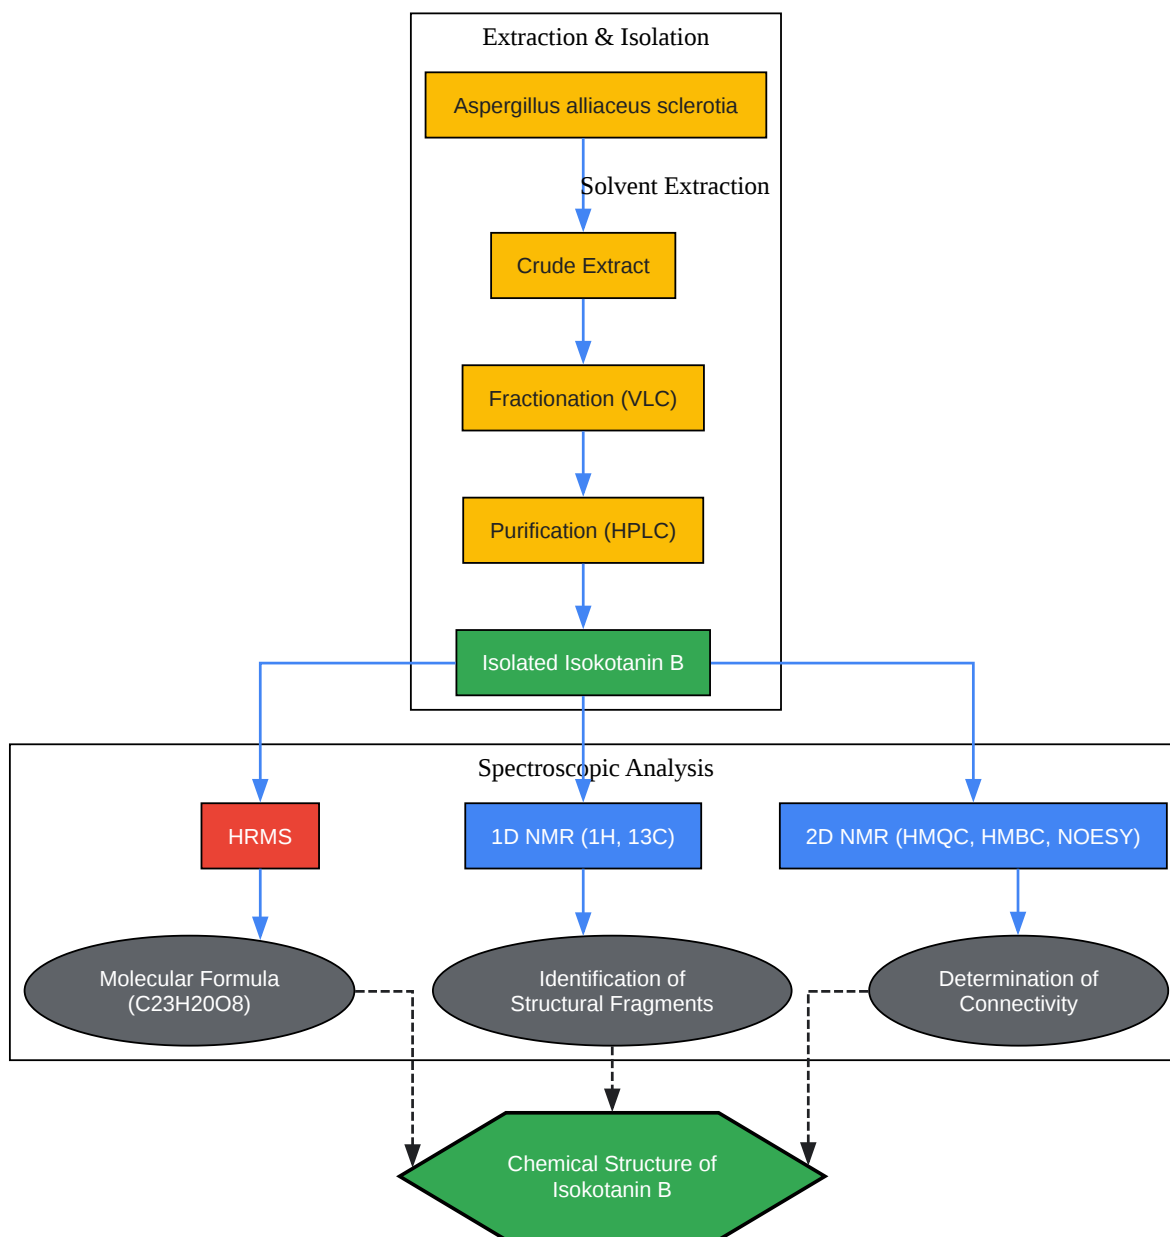 Extraction & Isolation
Aspergillus alliaceus sclerotia
Solvent Extraction
Crude Extract
Fractionation (VLC)
Purification (HPLC)
Isolated Isokotanin B
Spectroscopic Analysis
HRMS
1D NMR (1H, 13C)
2D NMR (HMQC, HMBC, NOESY)
Molecular Formula
(C23H20O8)
Identification of
Structural Fragments
Determination of
Connectivity
Chemical Structure of
Isokotanin B